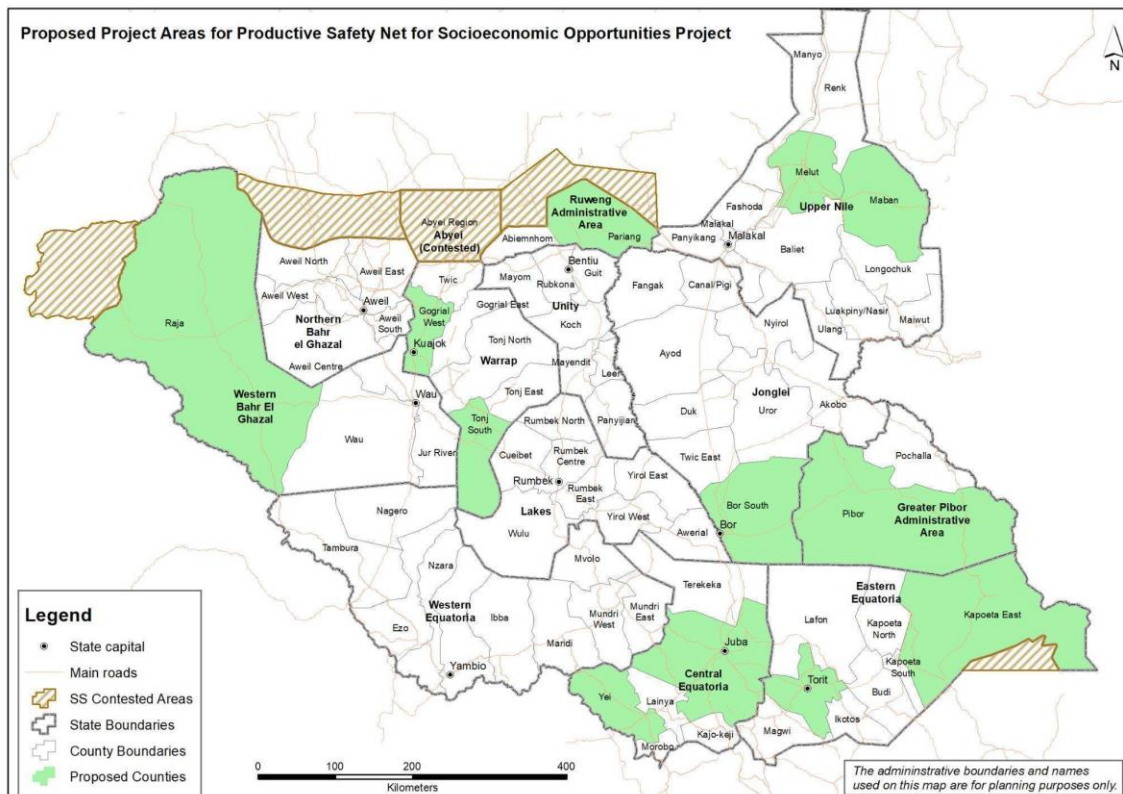 Proposed Project Areas for Productive Safety Net for Socioeconomic Opportunities Project
N
Manyo
Renk
Melut
Maban
Upper Nile
Fashoda
Malakal
Malakal
Panyikang
Baliet
Longochuk
Luakpiny/Nasir
Maiwut
Ulang
Ruweng
Administrative
Area
Pariang
Abyei Region
Abyei
(Contested)
Abiemnhom
Aweil North
Aweil East
Aweil West
Aweil
Aweil
South
Northern
Bahr
el Ghazal
Aweil Centre
Raja
Western
Bahr El
Ghazal
Wau
Wau
Jur River
Twic
Gogrial
West
Gogrial East
Kuajok
Tonj North
Warrap
Tonj East
Tonj
South
Mayom
Bentiu
Rubkona
Guit
Unity
Koch
Mayendit
Leer
Panyijian
Fangak
Canal/Pigi
Nyirol
Ayod
Jonglei
Duk
Uror
Akobo
Twic East
Pochalla
Bor South
Bor
Pibor
Greater Pibor
Administrative
Area
Rumbek North
Cueibet
Rumbek
Centre
Rumbek
Rumbek
East
Yirol East
Yirol West
Awerial
Lakes
Wulu
Nagero
Tambura
Nzara
Western
Equatoria
Ezo
Yambio
Ibba
Maridi
Mvolo
Mundri
West
Mundri
East
Terekeka
Juba
Central
Equatoria
Yei
Lainya
Morobo
Kajo-keji
Eastern
Equatoria
Lafon
Kapoeta
North
Kapoeta East
Kapoeta
South
Torit
Budi
Ikotos
Magwi
Legend
State capital
Main roads
SS Contested Areas
State Boundaries
County Boundaries
Proposed Counties
0 100 200 400
Kilometers
The admininstrative boundaries and names
used on this map are for planning purposes only.